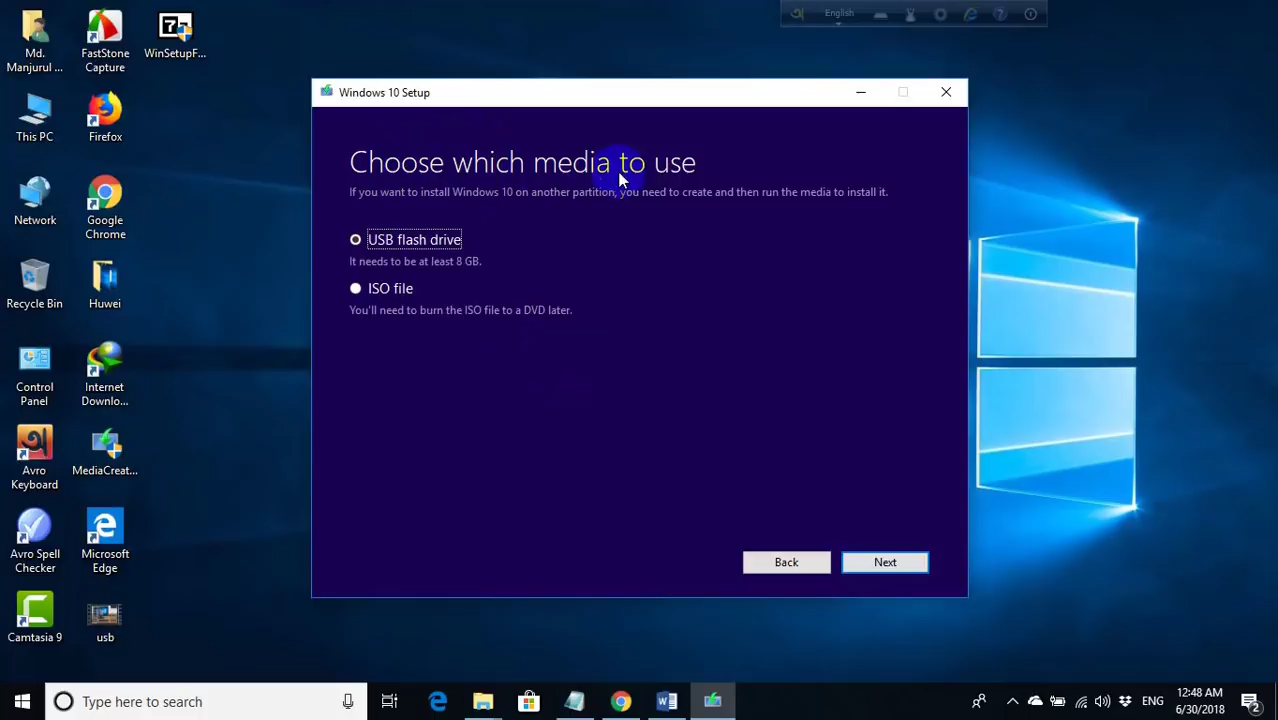 English
Md.
Manjurul ...
FastStone
Capture
WinSetupF...
This PC
Firefox
Network
Google
Chrome
Recycle Bin
Huwei
Control
Panel
Internet
Downlo...
Avro
Keyboard
MediaCreat...
Avro Spell
Checker
Microsoft
Edge
Camtasia 9
usb
Windows 10 Setup
Choose which media to use
If you want to install Windows 10 on another partition, you need to create and then run the media to install it.
USB flash drive
It needs to be at least 8 GB.
ISO file
You'll need to burn the ISO file to a DVD later.
Back
Next
Type here to search
ENG
12:48 AM
6/30/2018
2